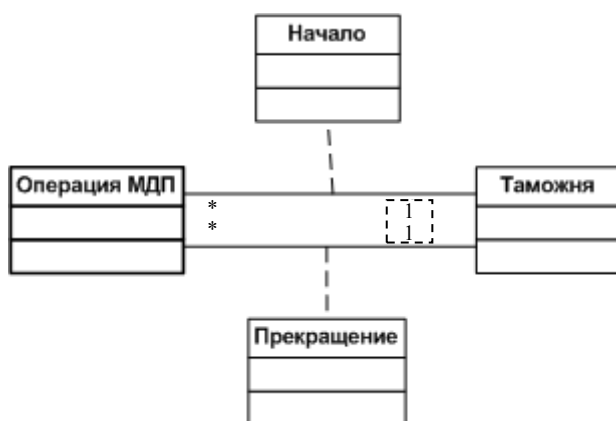 Начало
Операция МДП
Таможня
* 1
* 1
Прекращение